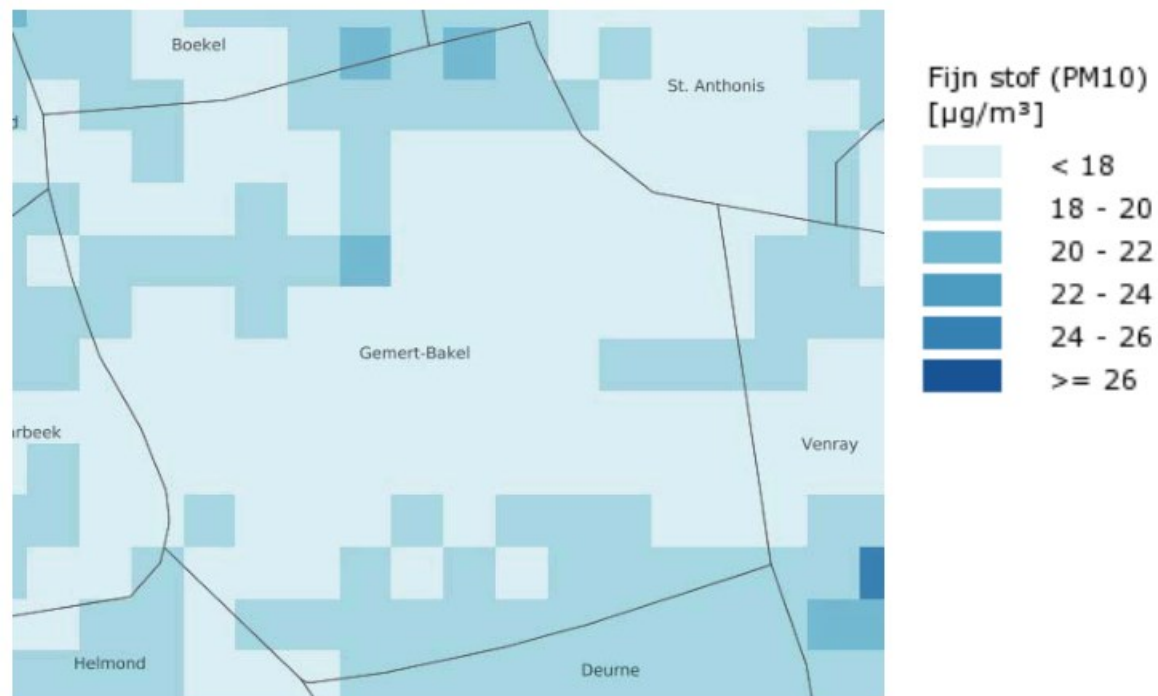 Boekel
St. Anthonis
d
Gemert-Bakel
rbeek
Venray
Helmond
Deurne
Fijn stof (PM10)
[µg/m³]
< 18
18 - 20
20 - 22
22 - 24
24 - 26
>= 26